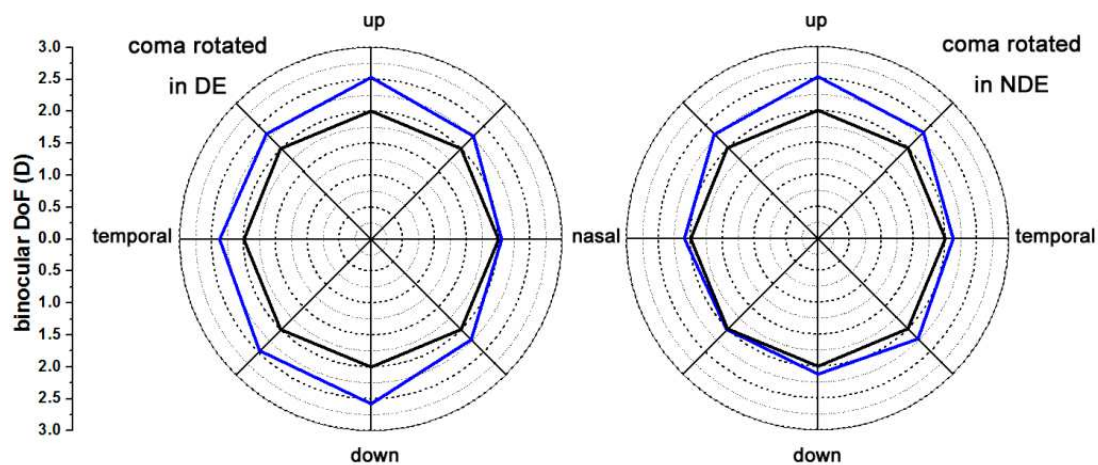 up
up
coma rotated
in DE
coma rotated
in NDE
3.0
2.5
2.0
1.5
1.0
0.5
0.0
0.5
1.0
1.5
2.0
2.5
3.0
binocular DoF (D)
temporal
nasal
temporal
down
down